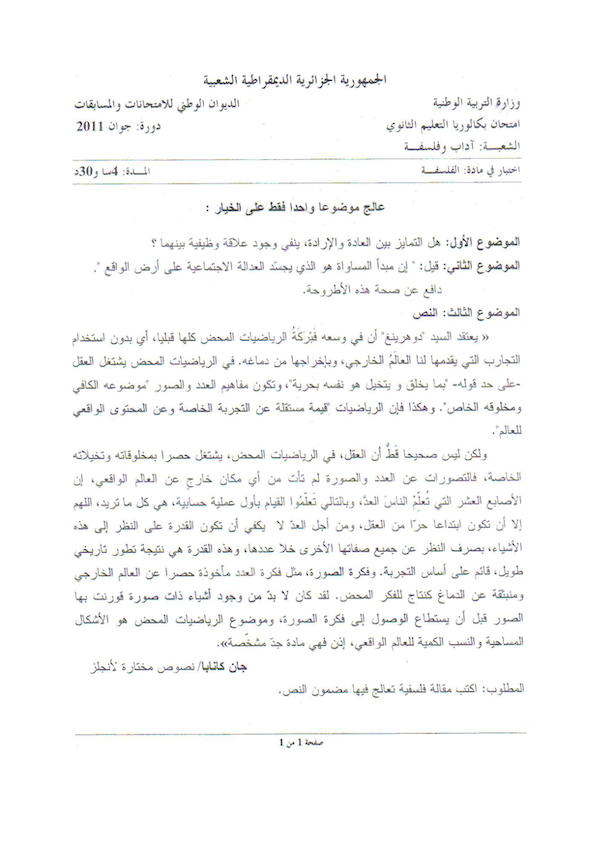 الجمهورية الجزائرية الديمقراطية الشعبية
وزارة التربية الوطنية الديوان الوطني للامتحانات والمسابقات
امتحان بكالوريا التعليم الثانوي دورة: جوان 2011
الشعبية: آداب وفلسفة
اختبار في مادة: الفلسفة المدة: 4سا و30د
عالج موضوعا واحدا فقط على الخيار :
الموضوع الأول: هل التمايز بين العادة والإرادة، ينفي وجود علاقة وظيفية بينهما ؟
الموضوع الثاني: قيل: " إن مبدأ المساواة هو الذي يجسّد العدالة الاجتماعية على أرض الواقع ".
دافع عن صحة هذه الأطروحة.
الموضوع الثالث: النص
« يعتقد السيد "دوهرينغ" أن في وسعه فَبْرَكَةُ الرياضيات المحض كلها قبليا، أي بدون استخدام
التجارب التي يقدمها لنا العالَمُ الخارجي، وبإخراجها من دماغه. في الرياضيات المحض يشتغل العقل
-على حد قوله- "بما يخلق و يتخيل هو نفسه بحرية"، وتكون مفاهيم العدد والصور "موضوعه الكافي
ومخلوقه الخاص". وهكذا فإن الرياضيات "قيمة مستقلة عن التجربة الخاصة وعن المحتوى الواقعي
للعالم".
ولكن ليس صحيحا قَطُّ أن العقل، في الرياضيات المحض، يشتغل حصرا بمخلوقاته وتخيلاته
الخاصة، فالتصورات عن العدد والصورة لم تأت من أي مكان خارج عن العالم الواقعي، إن
الأصابع العشر التي تُعلّمُ الناسَ العدَّ، وبالتالي تَعلّمُوا القيام بأول عملية حسابية، هي كل ما تريد، اللهم
إلا أن تكون ابتداعا حرّا من العقل، ومن أجل العدّ لا يكفي أن تكون القدرة على النظر إلى هذه
الأشياء، بصرف النظر عن جميع صفاتها الأخرى خلا عددها، وهذه القدرة هي نتيجة تطور تاريخي
طويل، قائم على أساس التجربة. وفكرة الصورة، مثل فكرة العدد مأخوذة حصرا عن العالم الخارجي
ومنبثقة عن الدماغ كنتاج للفكر المحض. لقد كان لا بدّ من وجود أشياء ذات صورة قورنت بها
الصور قبل أن يستطاع الوصول إلى فكرة الصورة، وموضوع الرياضيات المحض هو الأشكال
المساحية والنسب الكمية للعالم الواقعي، إذن فهي مادة جدّ مشخّصة».
جان كانابا/ نصوص مختارة لأنجلز
المطلوب: اكتب مقالة فلسفية تعالج فيها مضمون النص.
صفحة 1 من 1